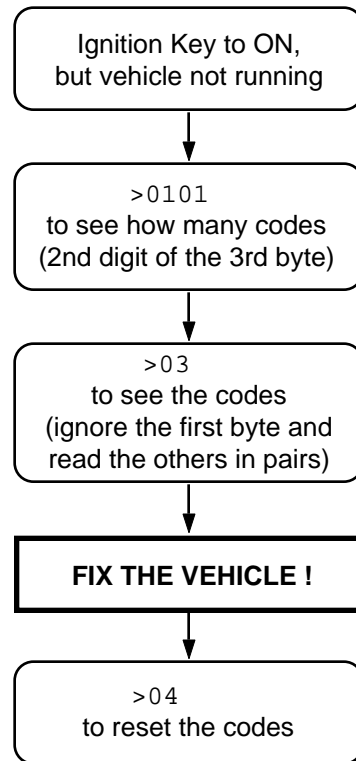 Ignition Key to ON,
but vehicle not running
>0101
to see how many codes
(2nd digit of the 3rd byte)
>03
to see the codes
(ignore the first byte and
read the others in pairs)
FIX THE VEHICLE !
>04
to reset the codes